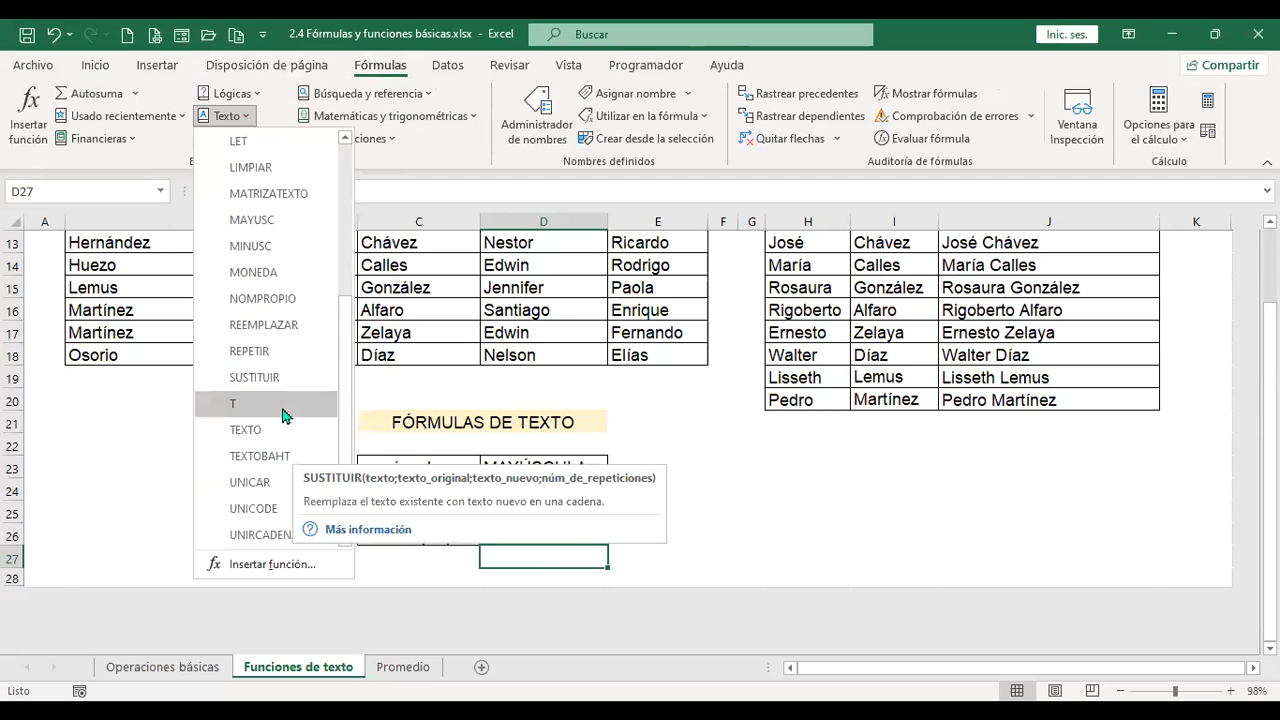 2.4 Fórmulas y funciones básicas.xlsx - Excel
Buscar
Inic. ses.
Archivo Inicio Insertar Disposición de página Fórmulas Datos Revisar Vista Programador Ayuda
Compartir
Insertar función
Autosuma
Usado recientemente
Financieras
Lógicas
Texto
Búsqueda y referencia
Matemáticas y trigonométricas
Administrador de nombres
Asignar nombre
Utilizar en la fórmula
Crear desde la selección
Nombres definidos
Rastrear precedentes
Rastrear dependientes
Quitar flechas
Mostrar fórmulas
Comprobación de errores
Evaluar fórmula
Auditoría de fórmulas
Ventana Inspección
Opciones para el cálculo
Cálculo
D27
A C D E F G H I J K
13 Hernández Chávez Nestor Ricardo José Chávez José Chávez
14 Huezo Calles Edwin Rodrigo María Calles María Calles
15 Lemus González Jennifer Paola Rosaura González Rosaura González
16 Martínez Alfaro Santiago Enrique Rigoberto Alfaro Rigoberto Alfaro
17 Martínez Zelaya Edwin Fernando Ernesto Zelaya Ernesto Zelaya
18 Osorio Díaz Nelson Elías Walter Díaz Walter Díaz
19 Lisseth Lemus Lisseth Lemus
20 Pedro Martínez Pedro Martínez
21 FÓRMULAS DE TEXTO
22
23
24
25
26
27
28
LET
LIMPIAR
MATRIZATEXTO
MAYUSC
MINUSC
MONEDA
NOMPROPIO
REEMPLAZAR
REPETIR
SUSTITUIR
T
TEXTO
TEXTOBAHT
UNICAR
UNICODE
UNIRCADEN
fx Insertar función...
SUSTITUIR(texto;texto_original;texto_nuevo;núm_de_repeticiones)
Reemplaza el texto existente con texto nuevo en una cadena.
Más información
Operaciones básicas Funciones de texto Promedio
Listo
98%